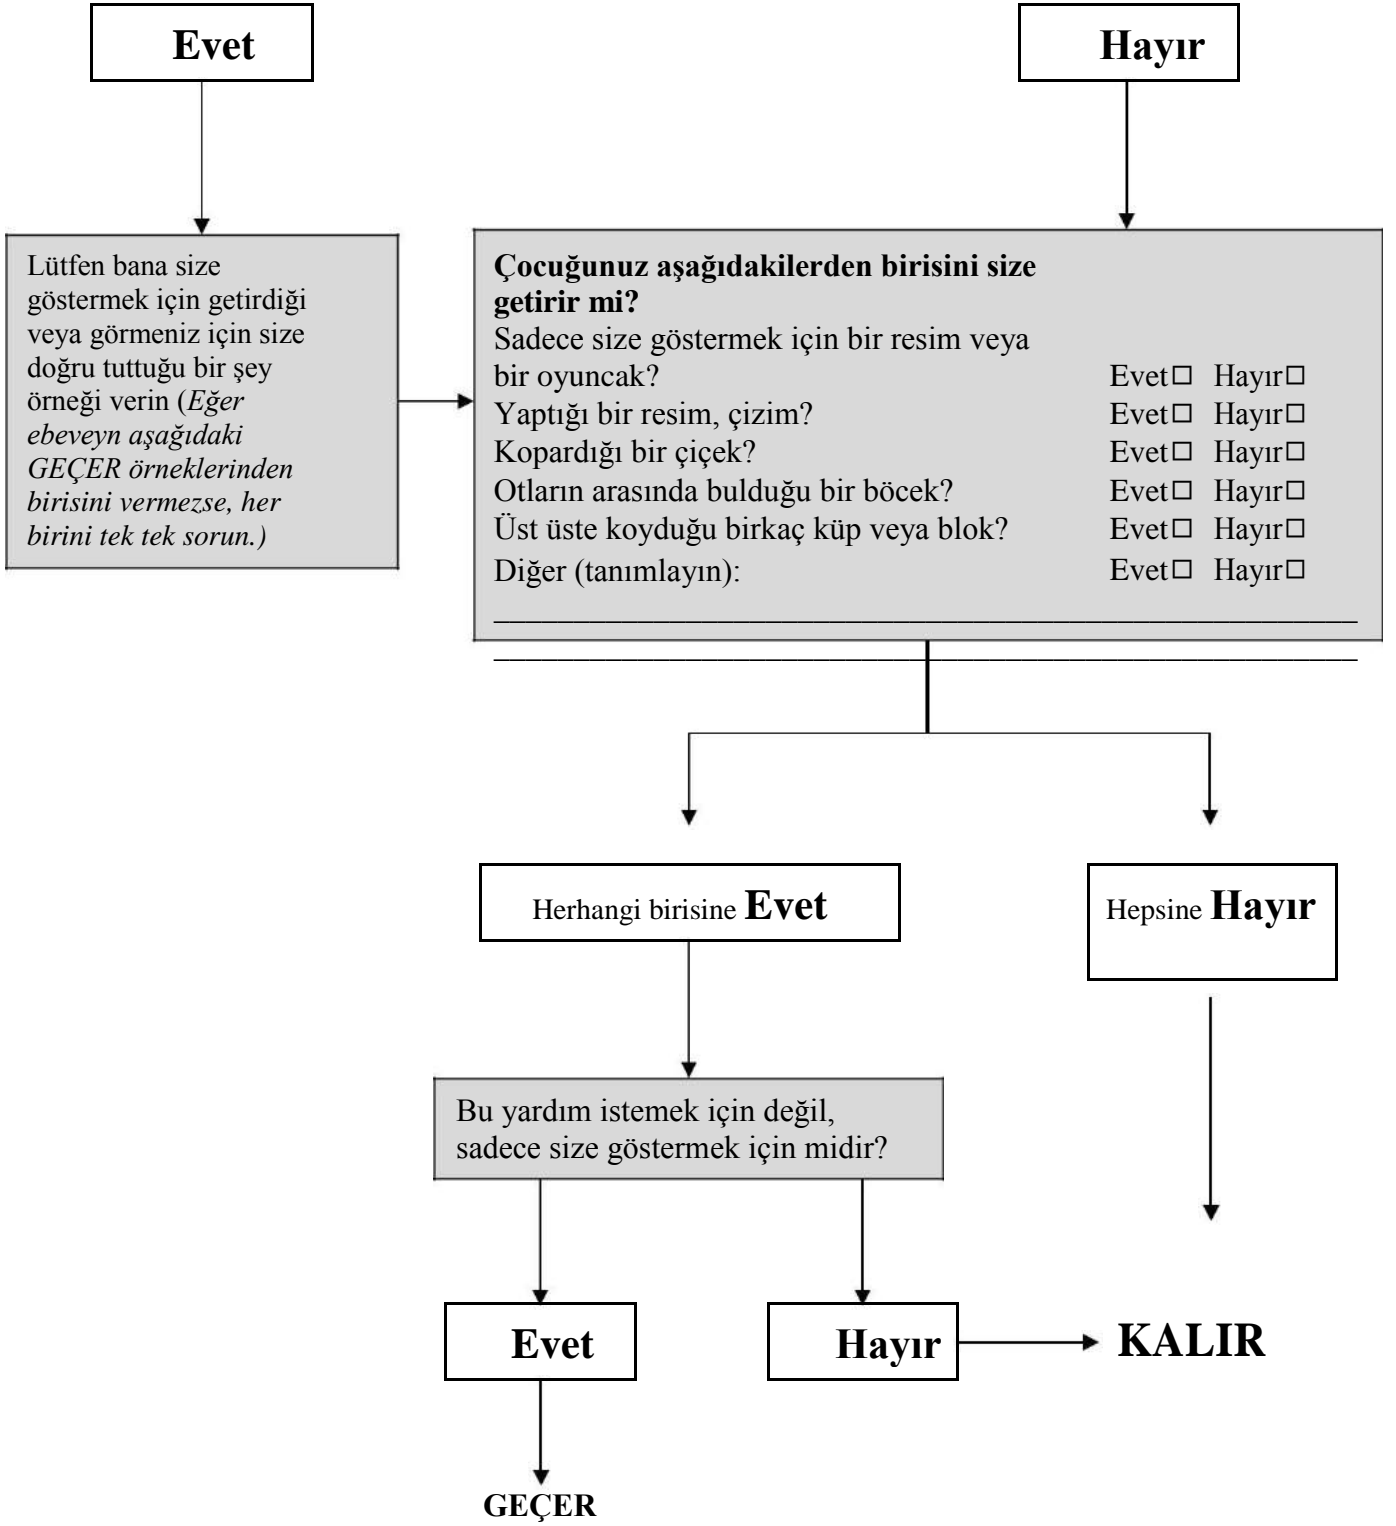 Evet
Hayır
Lütfen bana size
göstermek için getirdiği
veya görmeniz için size
doğru tuttuğu bir şey
örneği verin (Eğer
ebeveyn aşağıdaki
GEÇER örneklerinden
birisini vermezse, her
birini tek tek sorun.)
Çocuğunuz aşağıdakilerden birisini size
getirir mi?
Sadece size göstermek için bir resim veya
bir oyuncak? Evet□ Hayır□
Yaptığı bir resim, çizim? Evet□ Hayır□
Kopardığı bir çiçek? Evet□ Hayır□
Otların arasında bulduğu bir böcek? Evet□ Hayır□
Üst üste koyduğu birkaç küp veya blok? Evet□ Hayır□
Diğer (tanımlayın): Evet□ Hayır□
Herhangi birisine Evet
Hepsine Hayır
Bu yardım istemek için değil,
sadece size göstermek için midir?
Evet
Hayır
KALIR
GEÇER